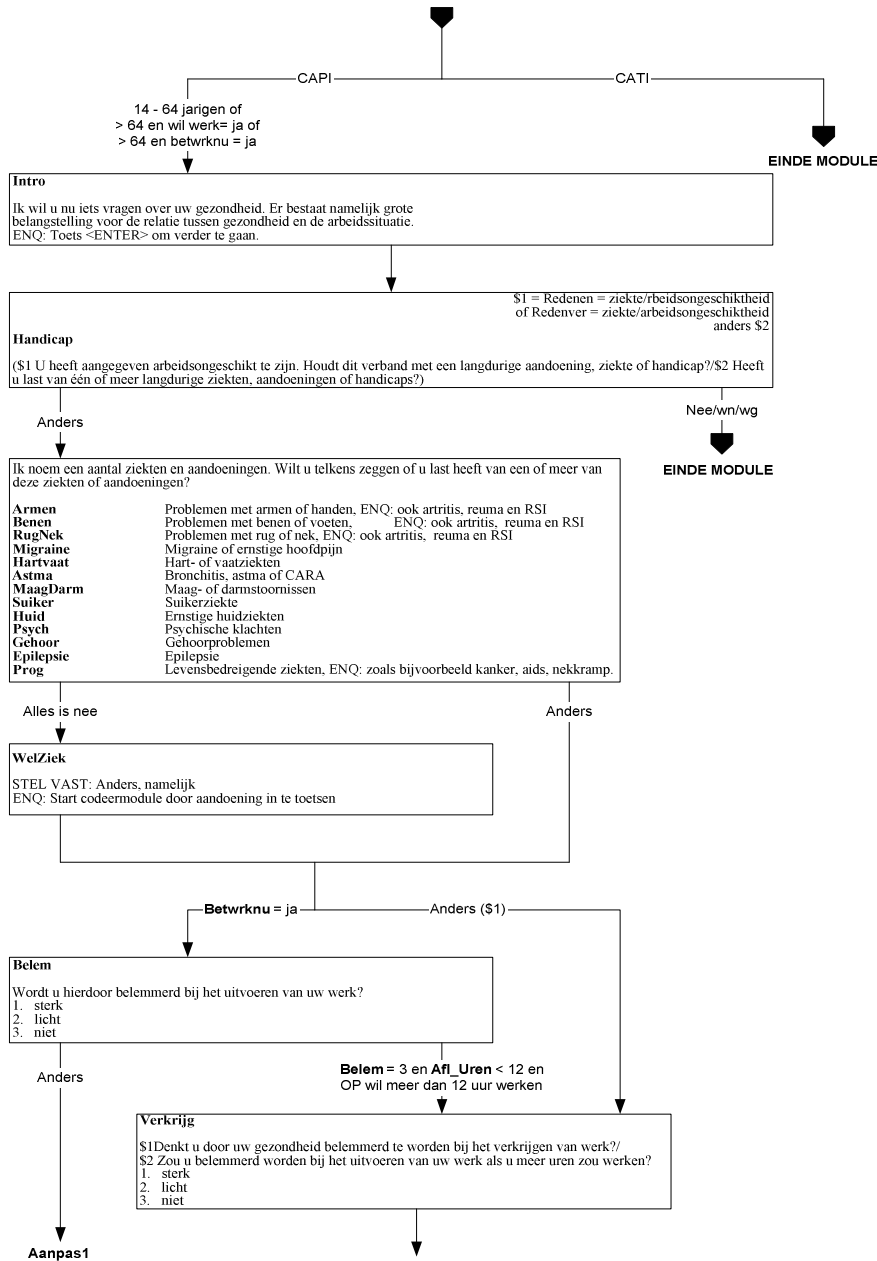 CAPI
CATI
14 - 64 jarigen of
> 64 en wil werk= ja of
> 64 en betwrknu = ja
EINDE MODULE
Intro
Ik wil u nu iets vragen over uw gezondheid. Er bestaat namelijk grote
belangstelling voor de relatie tussen gezondheid en de arbeidssituatie.
ENQ: Toets <ENTER> om verder te gaan.
$1 = Redenen = ziekte/rbeidsongeschiktheid
of Redenver = ziekte/arbeidsongeschiktheid
anders $2
Handicap
($1 U heeft aangegeven arbeidsongeschikt te zijn. Houdt dit verband met een langdurige aandoening, ziekte of handicap?/$2 Heeft
u last van één of meer langdurige ziekten, aandoeningen of handicaps?)
Anders
Nee/wn/wg
EINDE MODULE
Ik noem een aantal ziekten en aandoeningen. Wilt u telkens zeggen of u last heeft van een of meer van
deze ziekten of aandoeningen?
Armen Problemen met armen of handen, ENQ: ook artritis, reuma en RSI
Benen Problemen met benen of voeten, ENQ: ook artritis, reuma en RSI
RugNek Problemen met rug of nek, ENQ: ook artritis, reuma en RSI
Migraine Migraine of ernstige hoofdpijn
Hartvaat Hart- of vaatziekten
Astma Bronchitis, astma of CARA
MaagDarm Maag- of darmstoornissen
Suiker Suikerziekte
Huid Ernstige huidziekten
Psych Psychische klachten
Gehoor Gehoorproblemen
Epilepsie Epilepsie
Prog Levensbedreigende ziekten, ENQ: zoals bijvoorbeeld kanker, aids, nekkramp.
Alles is nee
Anders
WelZiek
STEL VAST: Anders, namelijk
ENQ: Start codeermodule door aandoening in te toetsen
Betwrknu = ja
Anders ($1)
Belem
Wordt u hierdoor belemmerd bij het uitvoeren van uw werk?
1. sterk
2. licht
3. niet
Anders
Belem = 3 en Afl_Uren < 12 en
OP wil meer dan 12 uur werken
Verkrijg
$1Denkt u door uw gezondheid belemmerd te worden bij het verkrijgen van werk?/
$2 Zou u belemmerd worden bij het uitvoeren van uw werk als u meer uren zou werken?
1. sterk
2. licht
3. niet
Aanpas1